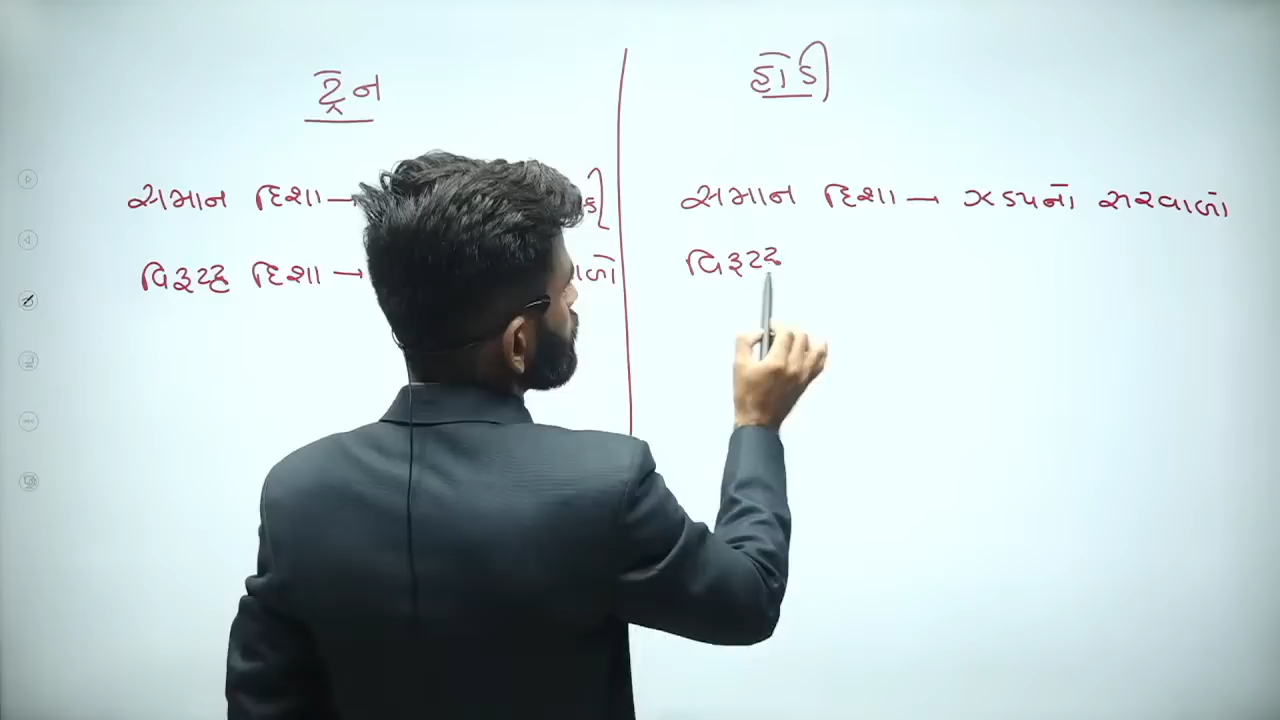 ટ્રેન
સમાન દિશા →
વિરૂદ્ધ દિશા →
હોડી
સમાન દિશા → ઝડપનો સરવાળો
વિરૂદ્ધ